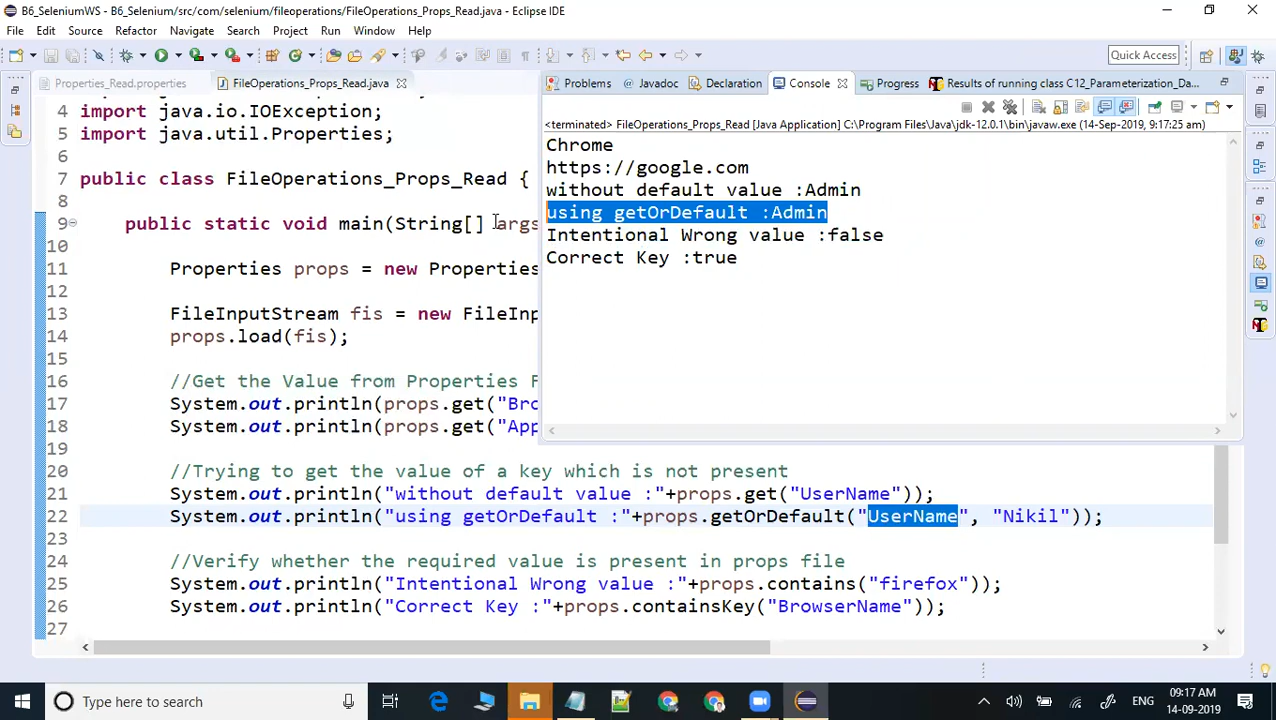 B6_SeleniumWS - B6_Selenium/src/com/selenium/fileoperations/FileOperations_Props_Read.java - Eclipse IDE
File Edit Source Refactor Navigate Search Project Run Window Help
Quick Access
Properties_Read.properties FileOperations_Props_Read.java
Problems @ Javadoc Declaration Console Progress Results of running class C12_Parameterization_Da...
<terminated> FileOperations_Props_Read [Java Application] C:\Program Files\Java\jdk-12.0.1\bin\javaw.exe (14-Sep-2019, 9:17:25 am)
Chrome
https://google.com
without default value :Admin
using getOrDefault :Admin
Intentional Wrong value :false
Correct Key :true
4 import java.io.IOException;
5 import java.util.Properties;
6
7 public class FileOperations_Props_Read {
8
9 public static void main(String[] args
10
11 Properties props = new Properties
12
13 FileInputStream fis = new FileInp
14 props.load(fis);
15
16 //Get the Value from Properties F
17 System.out.println(props.get("Bro
18 System.out.println(props.get("App
19
20 //Trying to get the value of a key which is not present
21 System.out.println("without default value :"+props.get("UserName"));
22 System.out.println("using getOrDefault :"+props.getOrDefault("UserName", "Nikil"));
23
24 //Verify whether the required value is present in props file
25 System.out.println("Intentional Wrong value :"+props.contains("firefox"));
26 System.out.println("Correct Key :"+props.containsKey("BrowserName"));
27
Type here to search
ENG
09:17 AM
14-09-2019